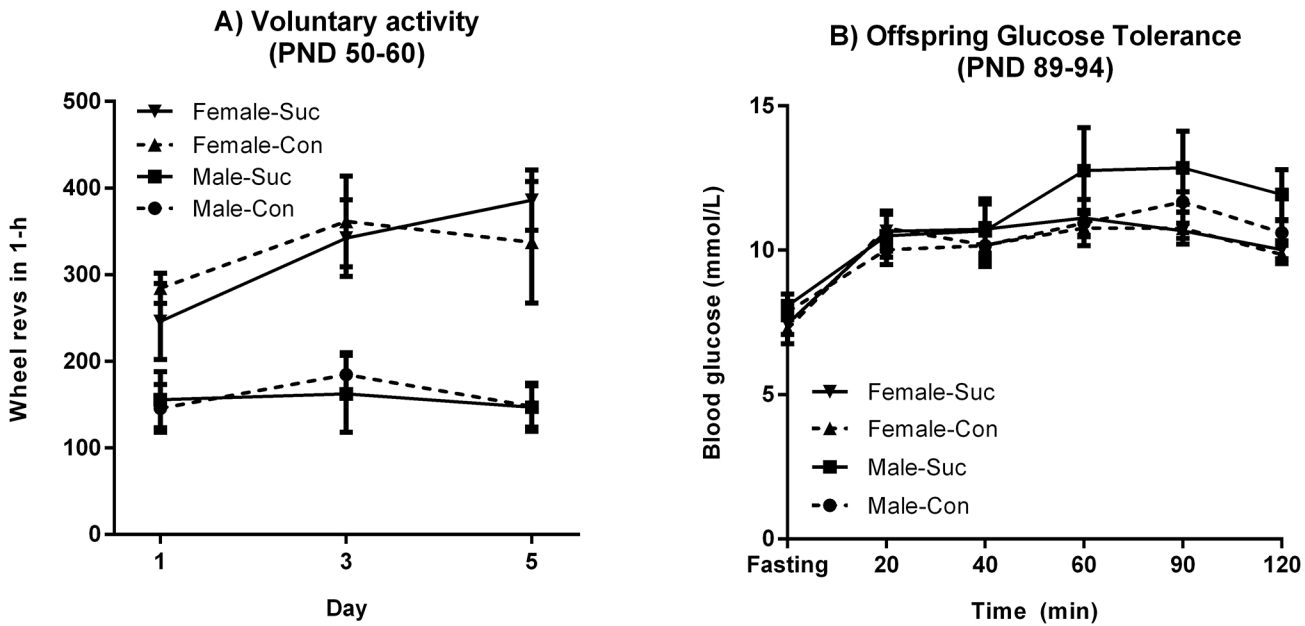 A) Voluntary activity
(PND 50-60)
500
400
300
200
100
0
Wheel revs in 1-h
Female-Suc
Female-Con
Male-Suc
Male-Con
1 3 5
Day
B) Offspring Glucose Tolerance
(PND 89-94)
15
10
5
0
Blood glucose (mmol/L)
Female-Suc
Female-Con
Male-Suc
Male-Con
Fasting 20 40 60 90 120
Time (min)